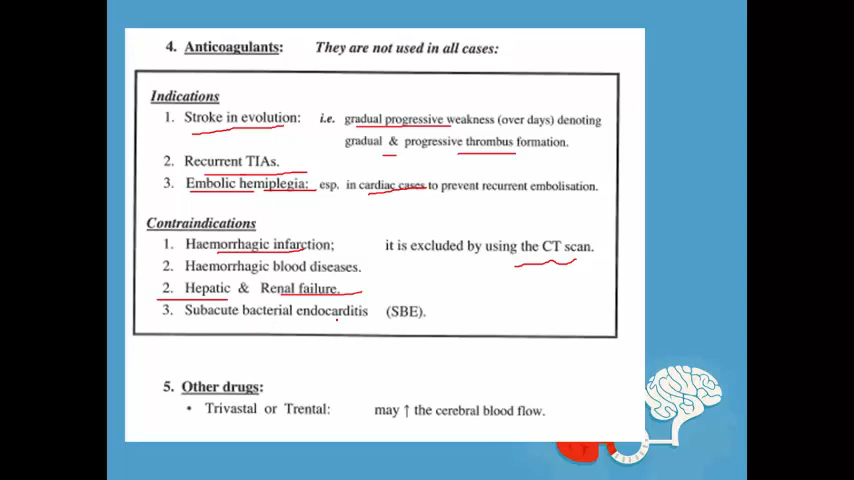 4. Anticoagulants: They are not used in all cases:
Indications
1. Stroke in evolution: i.e. gradual progressive weakness (over days) denoting
gradual & progressive thrombus formation.
2. Recurrent TIAs.
3. Embolic hemiplegia: esp. in cardiac cases to prevent recurrent embolisation.
Contraindications
1. Haemorrhagic infarction; it is excluded by using the CT scan.
2. Haemorrhagic blood diseases.
2. Hepatic & Renal failure.
3. Subacute bacterial endocarditis (SBE).
5. Other drugs:
• Trivastal or Trental: may ↑ the cerebral blood flow.